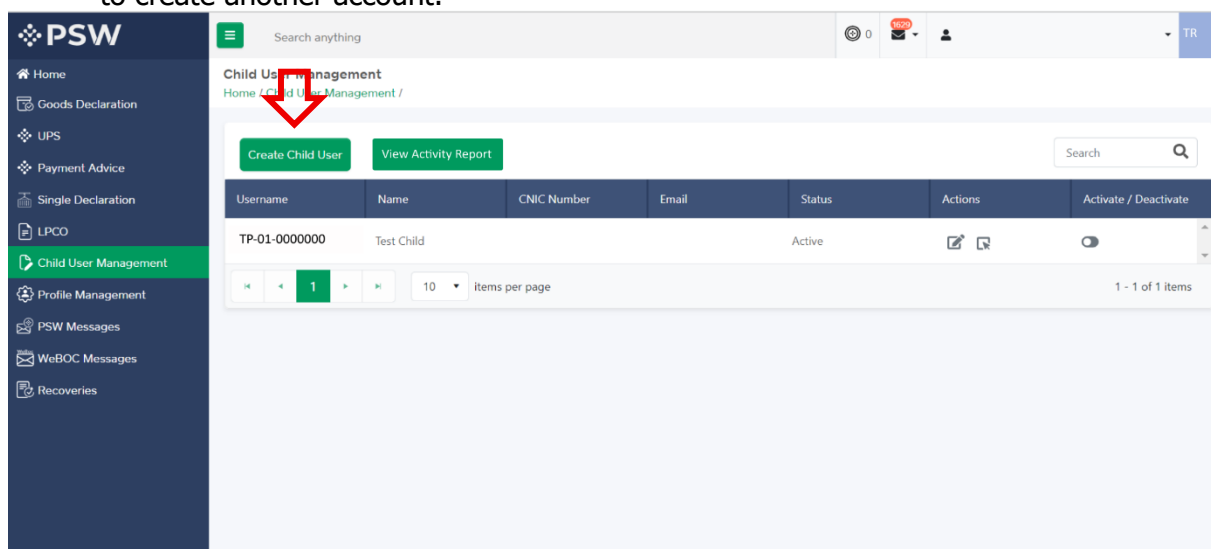 to create another account.
PSW
Search anything
0
1629
TR
Home
Goods Declaration
UPS
Payment Advice
Single Declaration
LPCO
Child User Management
Profile Management
PSW Messages
WeBOC Messages
Recoveries
Child User Management
Home / Child User Management /
Create Child User
View Activity Report
Search
Username Name CNIC Number Email Status Actions Activate / Deactivate
TP-01-0000000 Test Child Active
1 10 items per page 1 - 1 of 1 items